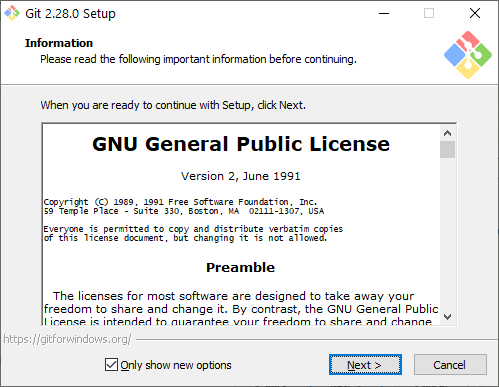 Git 2.28.0 Setup
Information
Please read the following important information before continuing.
When you are ready to continue with Setup, click Next.
GNU General Public License
Version 2, June 1991
Copyright (C) 1989, 1991 Free Software Foundation, Inc.
59 Temple Place - Suite 330, Boston, MA  02111-1307, USA
Everyone is permitted to copy and distribute verbatim copies
of this license document, but changing it is not allowed.
Preamble
The licenses for most software are designed to take away your
freedom to share and change it. By contrast, the GNU General Public
License is intended to guarantee your freedom to share and change
https://gitforwindows.org/
Only show new options
Next >
Cancel